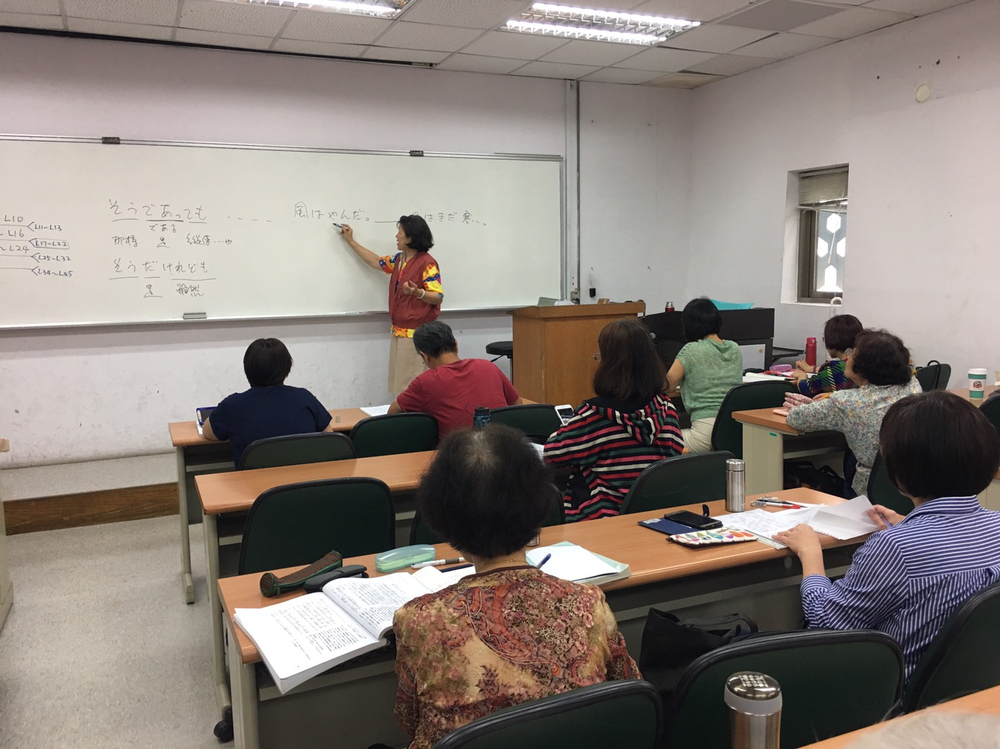 L10
L11-L13
L16
L17-L22
L24
L25-L32
L34~L45
そうであっても ....
である
那樣 是 縱使...也
そうだけれども
是 雖然
風はやんだ。____ はまだ寒い。